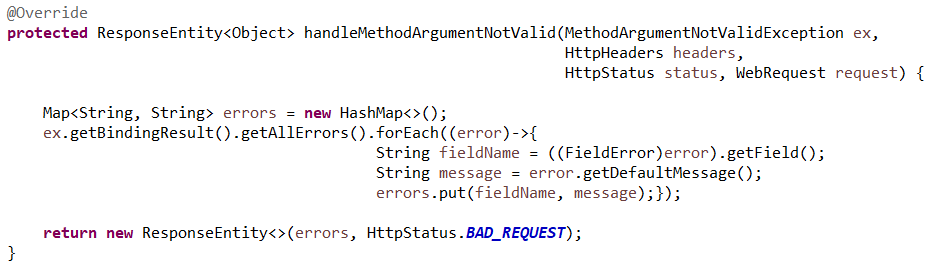 @Override
protected ResponseEntity<Object> handleMethodArgumentNotValid(MethodArgumentNotValidException ex,
HttpHeaders headers,
HttpStatus status, WebRequest request) {
Map<String, String> errors = new HashMap<>();
ex.getBindingResult().getAllErrors().forEach((error)->{
String fieldName = ((FieldError)error).getField();
String message = error.getDefaultMessage();
errors.put(fieldName, message);});
return new ResponseEntity<>(errors, HttpStatus.BAD_REQUEST);
}